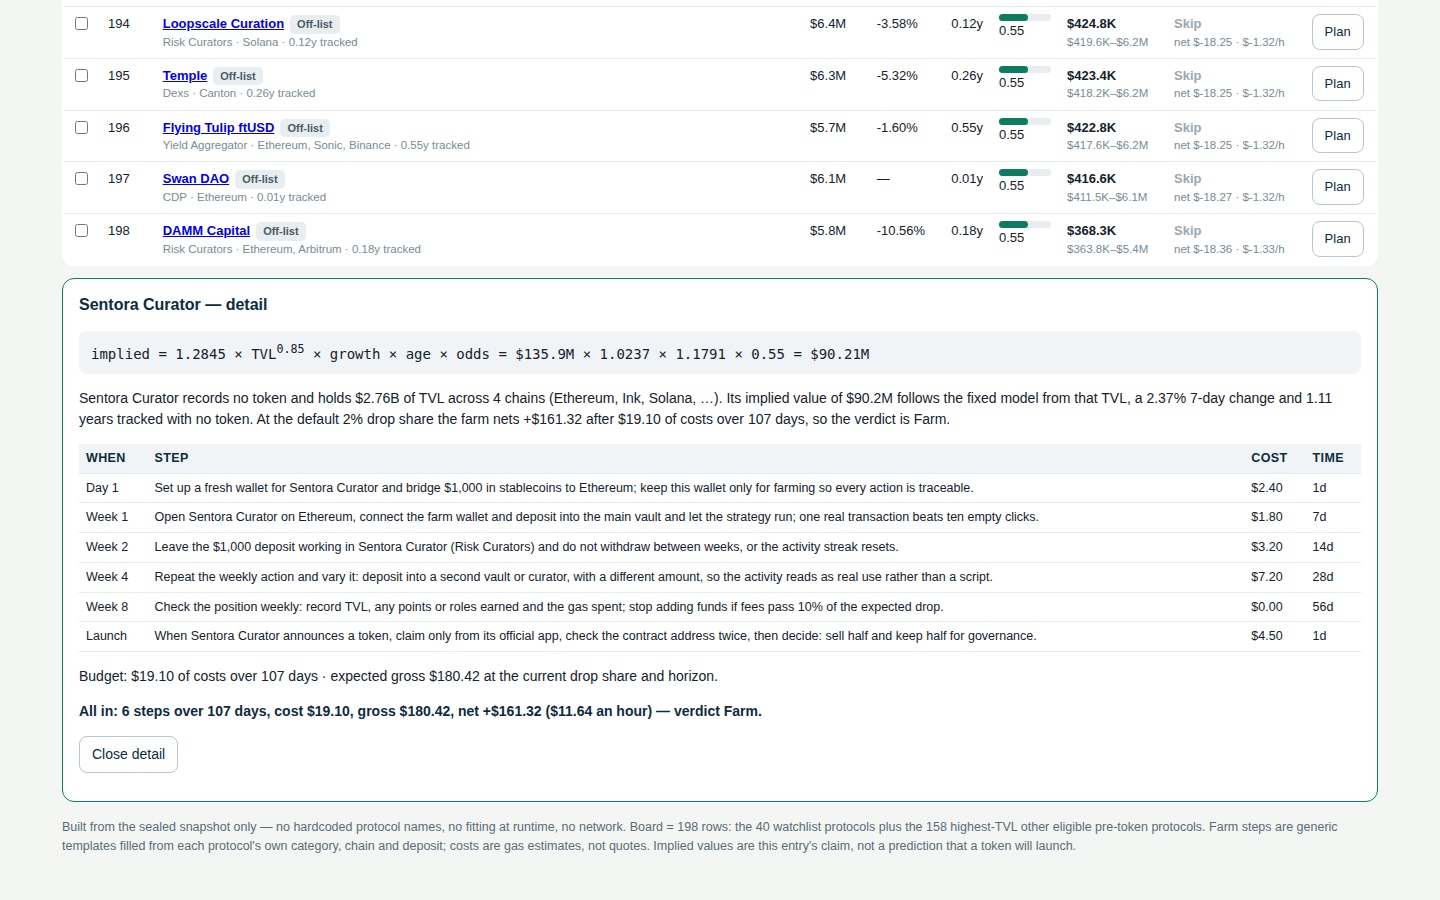 194 Loopscale Curation Off-list $6.4M -3.58% 0.12y 0.55 $424.8K Skip Plan
Risk Curators · Solana · 0.12y tracked $419.6K–$6.2M net $-18.25 · $-1.32/h
195 Temple Off-list $6.3M -5.32% 0.26y 0.55 $423.4K Skip Plan
Dexs · Canton · 0.26y tracked $418.2K–$6.2M net $-18.25 · $-1.32/h
196 Flying Tulip ftUSD Off-list $5.7M -1.60% 0.55y 0.55 $422.8K Skip Plan
Yield Aggregator · Ethereum, Sonic, Binance · 0.55y tracked $417.6K–$6.2M net $-18.25 · $-1.32/h
197 Swan DAO Off-list $6.1M — 0.01y 0.55 $416.6K Skip Plan
CDP · Ethereum · 0.01y tracked $411.5K–$6.1M net $-18.27 · $-1.32/h
198 DAMM Capital Off-list $5.8M -10.56% 0.18y 0.55 $368.3K Skip Plan
Risk Curators · Ethereum, Arbitrum · 0.18y tracked $363.8K–$5.4M net $-18.36 · $-1.33/h
Sentora Curator — detail
implied = 1.2845 × TVL^0.85 × growth × age × odds = $135.9M × 1.0237 × 1.1791 × 0.55 = $90.21M
Sentora Curator records no token and holds $2.76B of TVL across 4 chains (Ethereum, Ink, Solana, …). Its implied value of $90.2M follows the fixed model from that TVL, a 2.37% 7-day change and 1.11
years tracked with no token. At the default 2% drop share the farm nets +$161.32 after $19.10 of costs over 107 days, so the verdict is Farm.
WHEN STEP COST TIME
Day 1 Set up a fresh wallet for Sentora Curator and bridge $1,000 in stablecoins to Ethereum; keep this wallet only for farming so every action is traceable. $2.40 1d
Week 1 Open Sentora Curator on Ethereum, connect the farm wallet and deposit into the main vault and let the strategy run; one real transaction beats ten empty clicks. $1.80 7d
Week 2 Leave the $1,000 deposit working in Sentora Curator (Risk Curators) and do not withdraw between weeks, or the activity streak resets. $3.20 14d
Week 4 Repeat the weekly action and vary it: deposit into a second vault or curator, with a different amount, so the activity reads as real use rather than a script. $7.20 28d
Week 8 Check the position weekly: record TVL, any points or roles earned and the gas spent; stop adding funds if fees pass 10% of the expected drop. $0.00 56d
Launch When Sentora Curator announces a token, claim only from its official app, check the contract address twice, then decide: sell half and keep half for governance. $4.50 1d
Budget: $19.10 of costs over 107 days · expected gross $180.42 at the current drop share and horizon.
All in: 6 steps over 107 days, cost $19.10, gross $180.42, net +$161.32 ($11.64 an hour) — verdict Farm.
Close detail
Built from the sealed snapshot only — no hardcoded protocol names, no fitting at runtime, no network. Board = 198 rows: the 40 watchlist protocols plus the 158 highest-TVL other eligible pre-token protocols. Farm steps are generic
templates filled from each protocol's own category, chain and deposit; costs are gas estimates, not quotes. Implied values are this entry's claim, not a prediction that a token will launch.